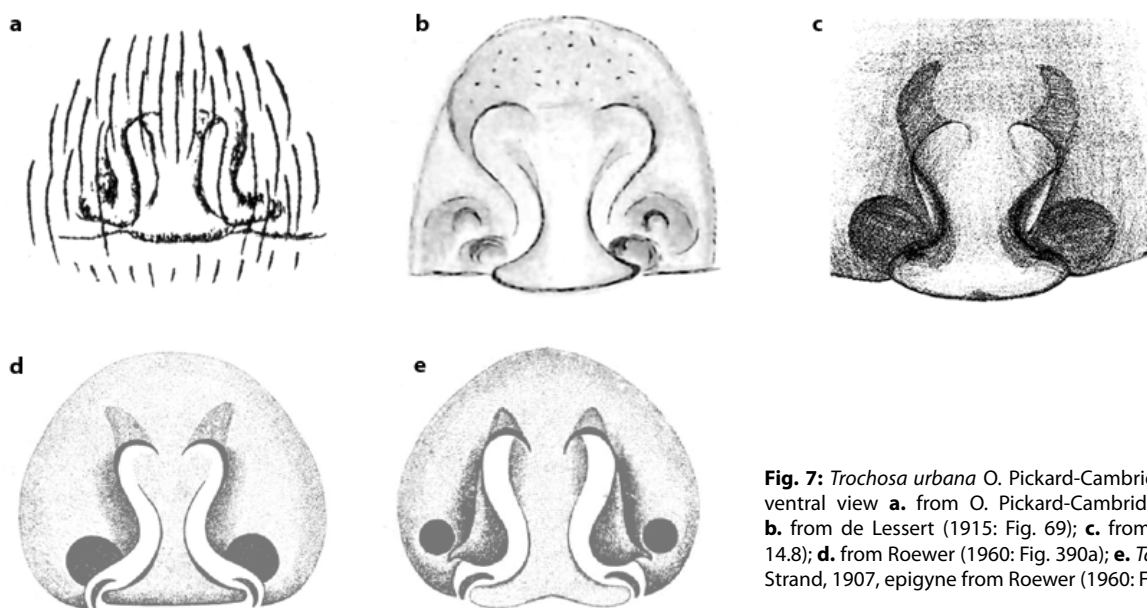 a
b
c
d
e
Fig. 7: Trochosa urbana O. Pickard-Cambrid
ventral view a. from O. Pickard-Cambrid
b. from de Lessert (1915: Fig. 69); c. from
14.8); d. from Roewer (1960: Fig. 390a); e.
Strand, 1907, epigyne from Roewer (1960: F